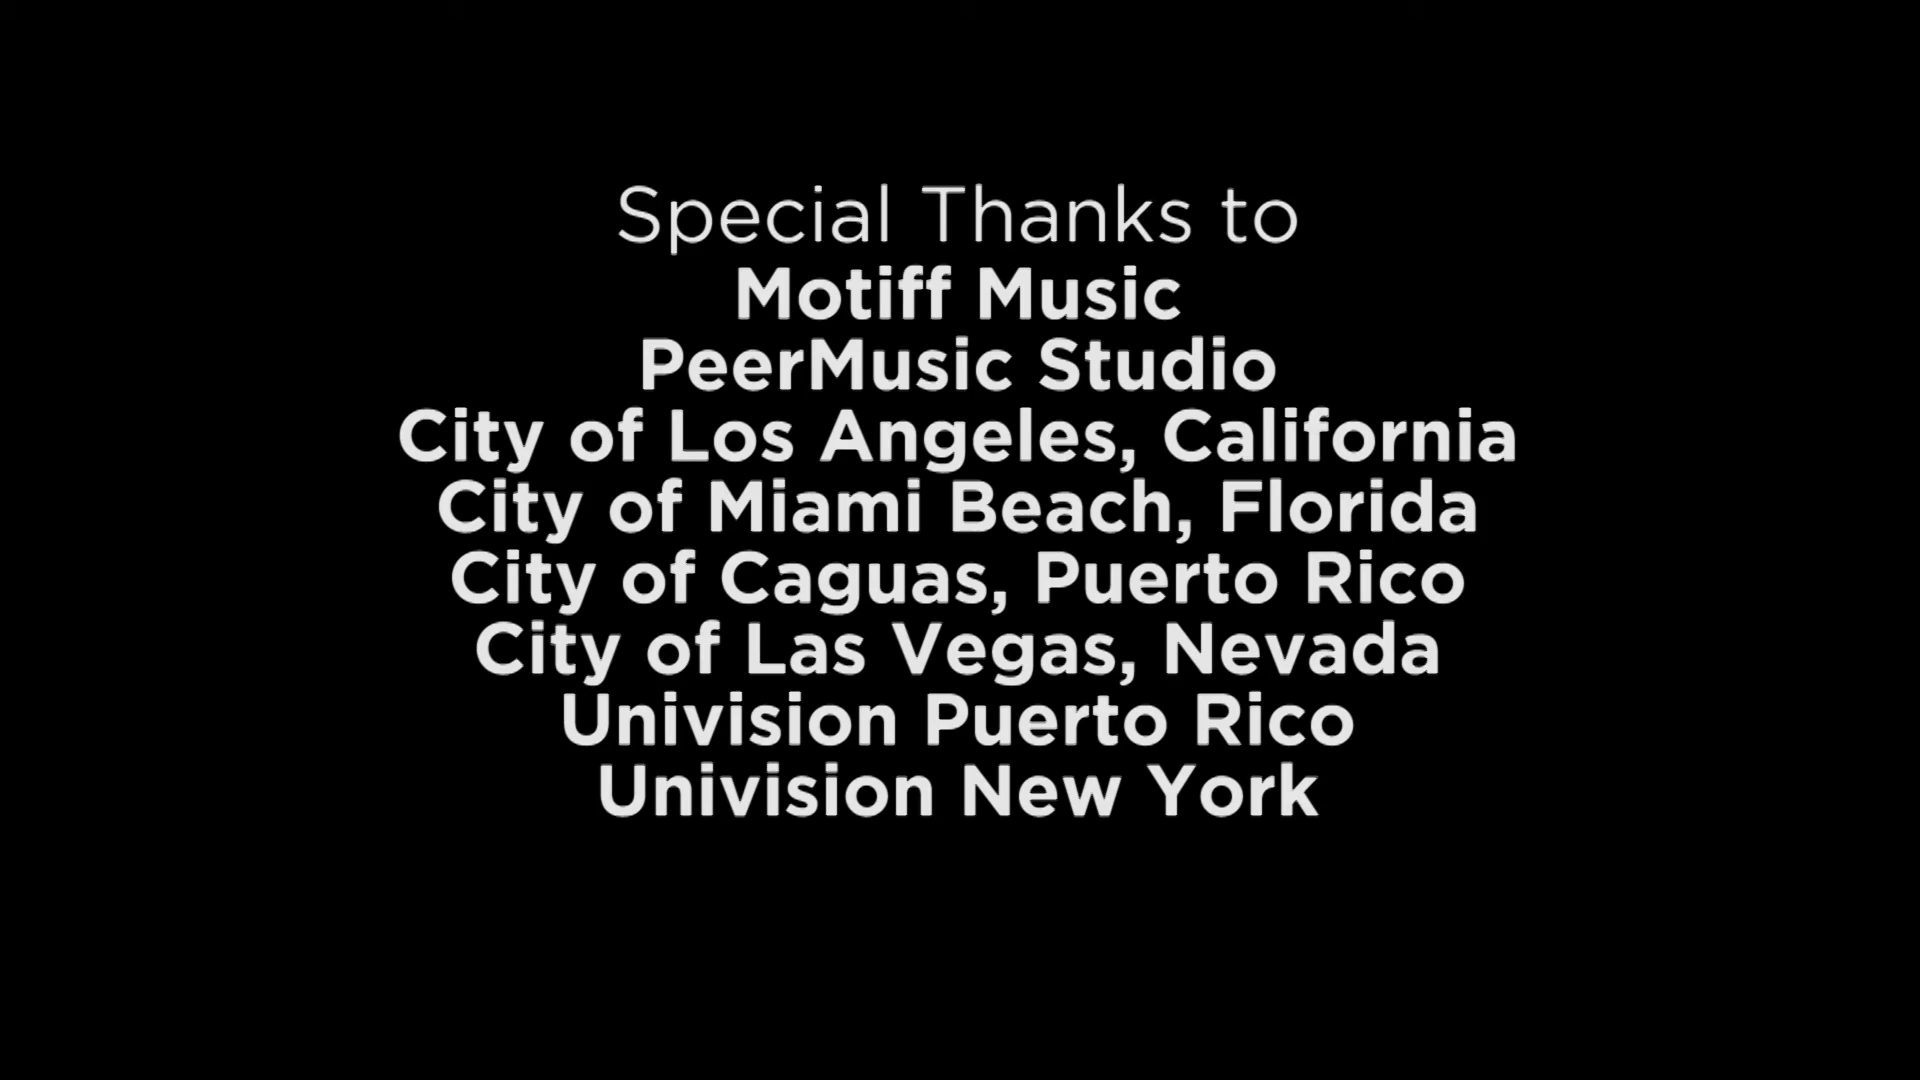 Special Thanks to
Motiff Music
PeerMusic Studio
City of Los Angeles, California
City of Miami Beach, Florida
City of Caguas, Puerto Rico
City of Las Vegas, Nevada
Univision Puerto Rico
Univision New York